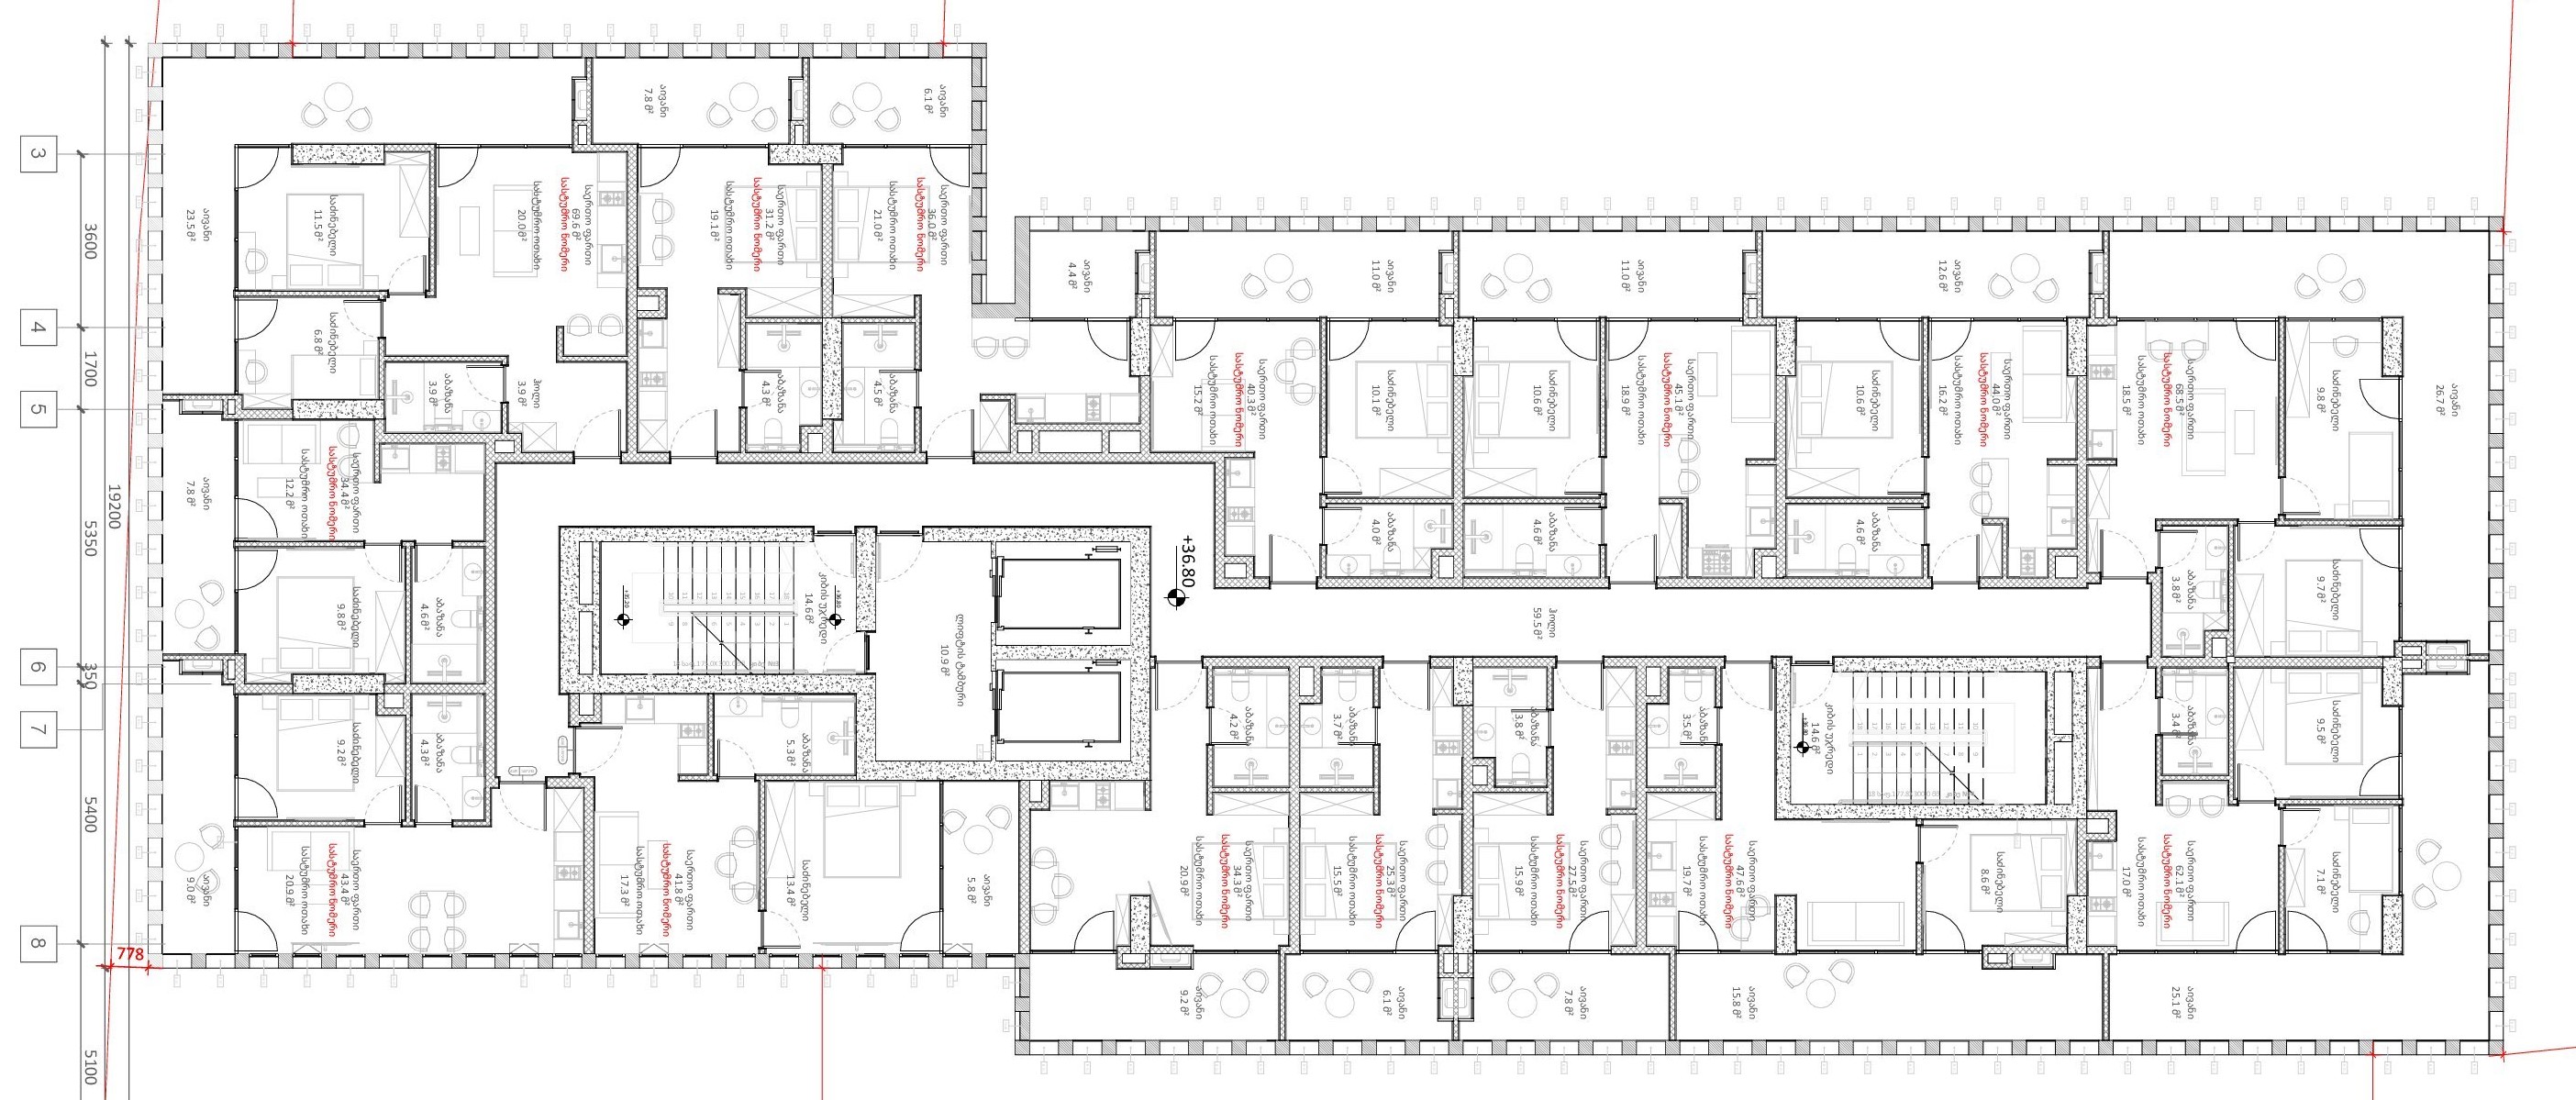 3
4
5
6
7
8
3600
1700
5350
350
5400
5100
19200
778
აივანი
23.5 მ²
აივანი
7.8 მ²
აივანი
6.1 მ²
საძინებელი
11.5 მ²
საძინებელი
6.8 მ²
საერთო ფართი
69.6 მ²
სასტუმრო ნომერი
სასტუმრო ოთახი
20.0 მ²
აბაზანა
3.9 მ²
ჰოლი
3.9 მ²
საერთო ფართი
31.2 მ²
სასტუმრო ნომერი
სასტუმრო ოთახი
19.1 მ²
აბაზანა
4.3 მ²
საერთო ფართი
36.0 მ²
სასტუმრო ნომერი
სასტუმრო ოთახი
21.0 მ²
აბაზანა
4.5 მ²
აივანი
4.4 მ²
აივანი
11.0 მ²
აივანი
11.0 მ²
აივანი
12.6 მ²
აივანი
26.7 მ²
საერთო ფართი
40.3 მ²
სასტუმრო ნომერი
სასტუმრო ოთახი
15.2 მ²
საძინებელი
10.1 მ²
აბაზანა
4.0 მ²
საძინებელი
10.6 მ²
აბაზანა
4.6 მ²
საერთო ფართი
45.1 მ²
სასტუმრო ნომერი
სასტუმრო ოთახი
18.9 მ²
საძინებელი
10.6 მ²
აბაზანა
4.6 მ²
საერთო ფართი
44.0 მ²
სასტუმრო ნომერი
სასტუმრო ოთახი
16.2 მ²
საერთო ფართი
68.5 მ²
სასტუმრო ნომერი
სასტუმრო ოთახი
18.5 მ²
საძინებელი
9.8 მ²
საძინებელი
9.7 მ²
აბაზანა
3.8 მ²
აივანი
7.8 მ²
საერთო ფართი
34.4 მ²
სასტუმრო ნომერი
სასტუმრო ოთახი
12.2 მ²
საძინებელი
9.8 მ²
აბაზანა
4.6 მ²
კიბის უჯრედი
14.6 მ²
ლიფტის ტამბური
10.9 მ²
+36.80
ჰოლი
59.5 მ²
საძინებელი
9.2 მ²
აბაზანა
4.3 მ²
აივანი
9.0 მ²
საერთო ფართი
43.4 მ²
სასტუმრო ნომერი
სასტუმრო ოთახი
20.9 მ²
აბაზანა
5.3 მ²
საერთო ფართი
41.8 მ²
სასტუმრო ნომერი
სასტუმრო ოთახი
17.3 მ²
საძინებელი
13.4 მ²
აივანი
5.8 მ²
აბაზანა
4.2 მ²
საერთო ფართი
34.3 მ²
სასტუმრო ნომერი
სასტუმრო ოთახი
20.9 მ²
აივანი
9.2 მ²
აბაზანა
3.7 მ²
საერთო ფართი
25.3 მ²
სასტუმრო ნომერი
სასტუმრო ოთახი
15.5 მ²
აივანი
6.1 მ²
აბაზანა
3.8 მ²
საერთო ფართი
27.5 მ²
სასტუმრო ნომერი
სასტუმრო ოთახი
15.9 მ²
აივანი
7.8 მ²
აბაზანა
3.5 მ²
საერთო ფართი
47.6 მ²
სასტუმრო ნომერი
სასტუმრო ოთახი
19.7 მ²
საძინებელი
8.6 მ²
აივანი
15.8 მ²
კიბის უჯრედი
14.6 მ²
აბაზანა
3.4 მ²
საძინებელი
9.5 მ²
საერთო ფართი
62.1 მ²
სასტუმრო ნომერი
სასტუმრო ოთახი
17.0 მ²
საძინებელი
7.1 მ²
აივანი
25.1 მ²